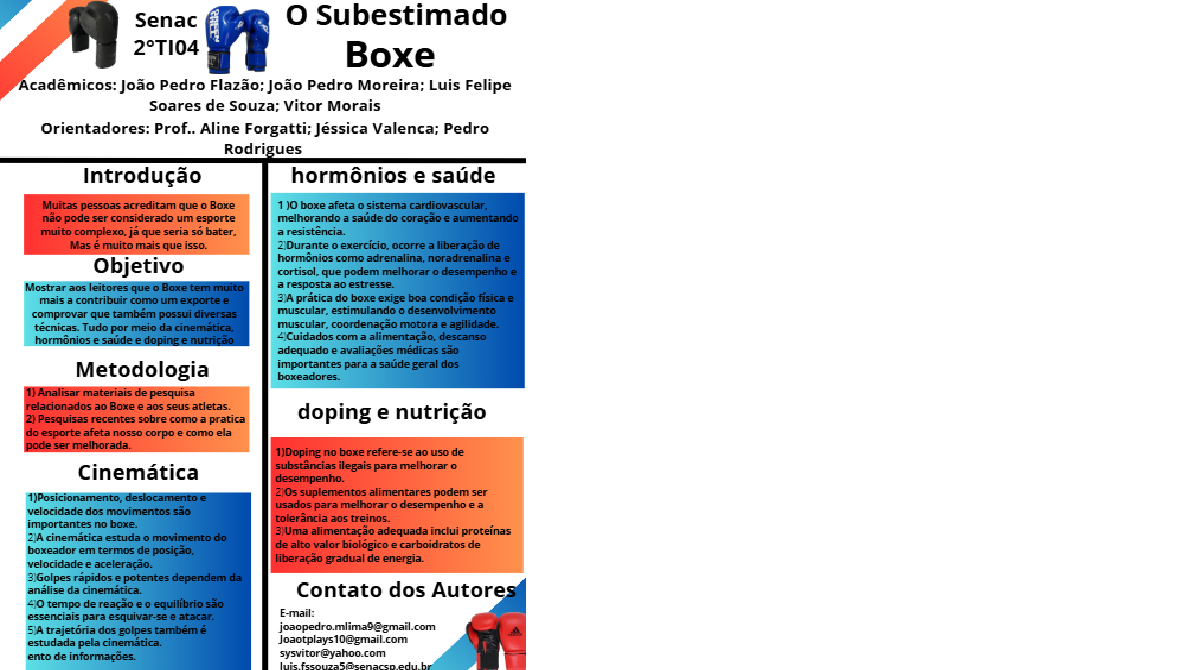 Senac
2°TI04
O Subestimado
Boxe
Acadêmicos: João Pedro Flazão; João Pedro Moreira; Luis Felipe
Soares de Souza; Vitor Morais
Orientadores: Prof.. Aline Forgatti; Jéssica Valenca; Pedro
Rodrigues
Introdução
Muitas pessoas acreditam que o Boxe
não pode ser considerado um esporte
muito complexo, já que seria só bater,
Mas é muito mais que isso.
Objetivo
Mostrar aos leitores que o Boxe tem muito
mais a contribuir como um exporte e
comprovar que também possui diversas
técnicas. Tudo por meio da cinemática,
hormônios e saúde e doping e nutrição
Metodologia
1) Analisar materiais de pesquisa
relacionados ao Boxe e aos seus atletas.
2) Pesquisas recentes sobre como a pratica
do esporte afeta nosso corpo e como ela
pode ser melhorada.
Cinemática
1)Posicionamento, deslocamento e
velocidade dos movimentos são
importantes no boxe.
2)A cinemática estuda o movimento do
boxeador em termos de posição,
velocidade e aceleração.
3)Golpes rápidos e potentes dependem da
análise da cinemática.
4)O tempo de reação e o equilíbrio são
essenciais para esquivar-se e atacar.
5)A trajetória dos golpes também é
estudada pela cinemática.
ento de informações.
hormônios e saúde
1 )O boxe afeta o sistema cardiovascular,
melhorando a saúde do coração e aumentando
a resistência.
2)Durante o exercício, ocorre a liberação de
hormônios como adrenalina, noradrenalina e
cortisol, que podem melhorar o desempenho e
a resposta ao estresse.
3)A prática do boxe exige boa condição física e
muscular, estimulando o desenvolvimento
muscular, coordenação motora e agilidade.
4)Cuidados com a alimentação, descanso
adequado e avaliações médicas são
importantes para a saúde geral dos
boxeadores.
doping e nutrição
1)Doping no boxe refere-se ao uso de
substâncias ilegais para melhorar o
desempenho.
2)Os suplementos alimentares podem ser
usados para melhorar o desempenho e a
tolerância aos treinos.
3)Uma alimentação adequada inclui proteínas
de alto valor biológico e carboidratos de
liberação gradual de energia.
Contato dos Autores
E-mail:
joaopedro.mlima9@gmail.com
Joaotplays10@gmail.com
sysvitor@yahoo.com
luis.fssouza5@senacsp.edu.br